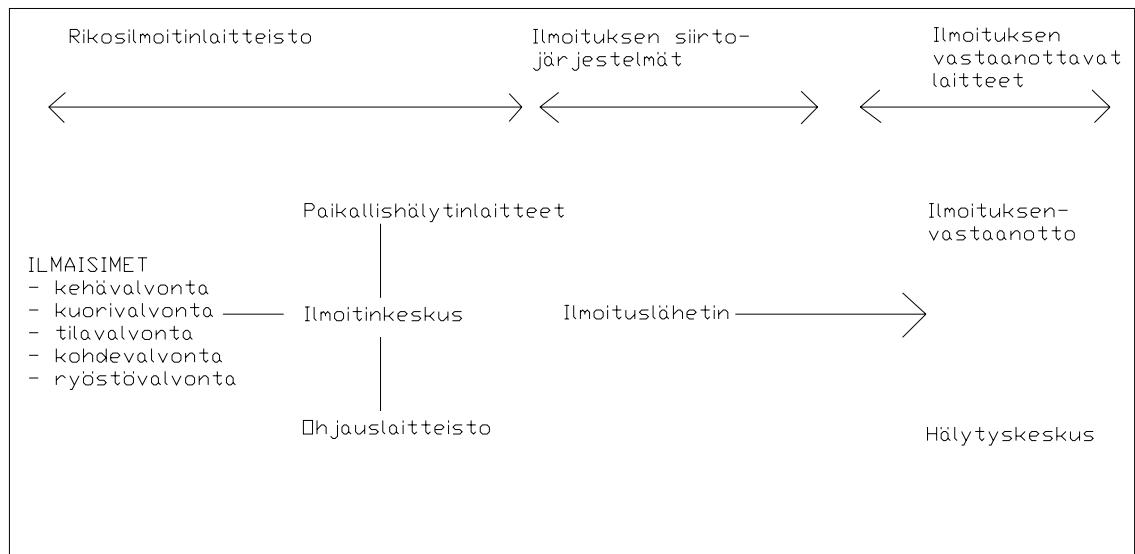 Rikosilmoitinlaitteisto
Ilmoituksen siirto-
järjestelmät
Ilmoituksen
vastaanottavat
laitteet
Paikallishälytinlaitteet
Ilmoituksen-
vastaanotto
ILMAISIMET
- kehävalvonta
- kuorivalvonta
- tilavalvonta
- kohdevalvonta
- ryöstövalvonta
Ilmoitinkeskus
Ilmoituslähetin
Ohjauslaitteisto
Hälytyskeskus